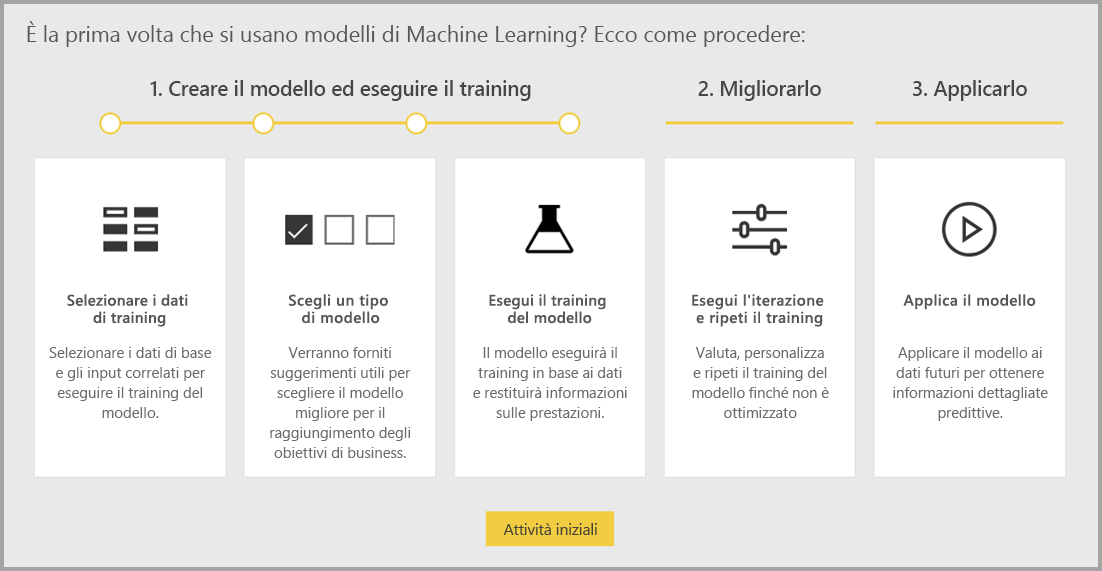 È la prima volta che si usano modelli di Machine Learning? Ecco come procedere:
1. Creare il modello ed eseguire il training
2. Migliorarlo
3. Applicarlo
Selezionare i dati
di training
Selezionare i dati di base
e gli input correlati per
eseguire il training del
modello.
Scegli un tipo
di modello
Verranno forniti
suggerimenti utili per
scegliere il modello
migliore per il
raggiungimento degli
obiettivi di business.
Esegui il training
del modello
Il modello eseguirà il
training in base ai dati
e restituirà informazioni
sulle prestazioni.
Esegui l'iterazione
e ripeti il training
Valuta, personalizza
e ripeti il training del
modello finché non è
ottimizzato
Applica il modello
Applicare il modello ai
dati futuri per ottenere
informazioni dettagliate
predittive.
Attività iniziali